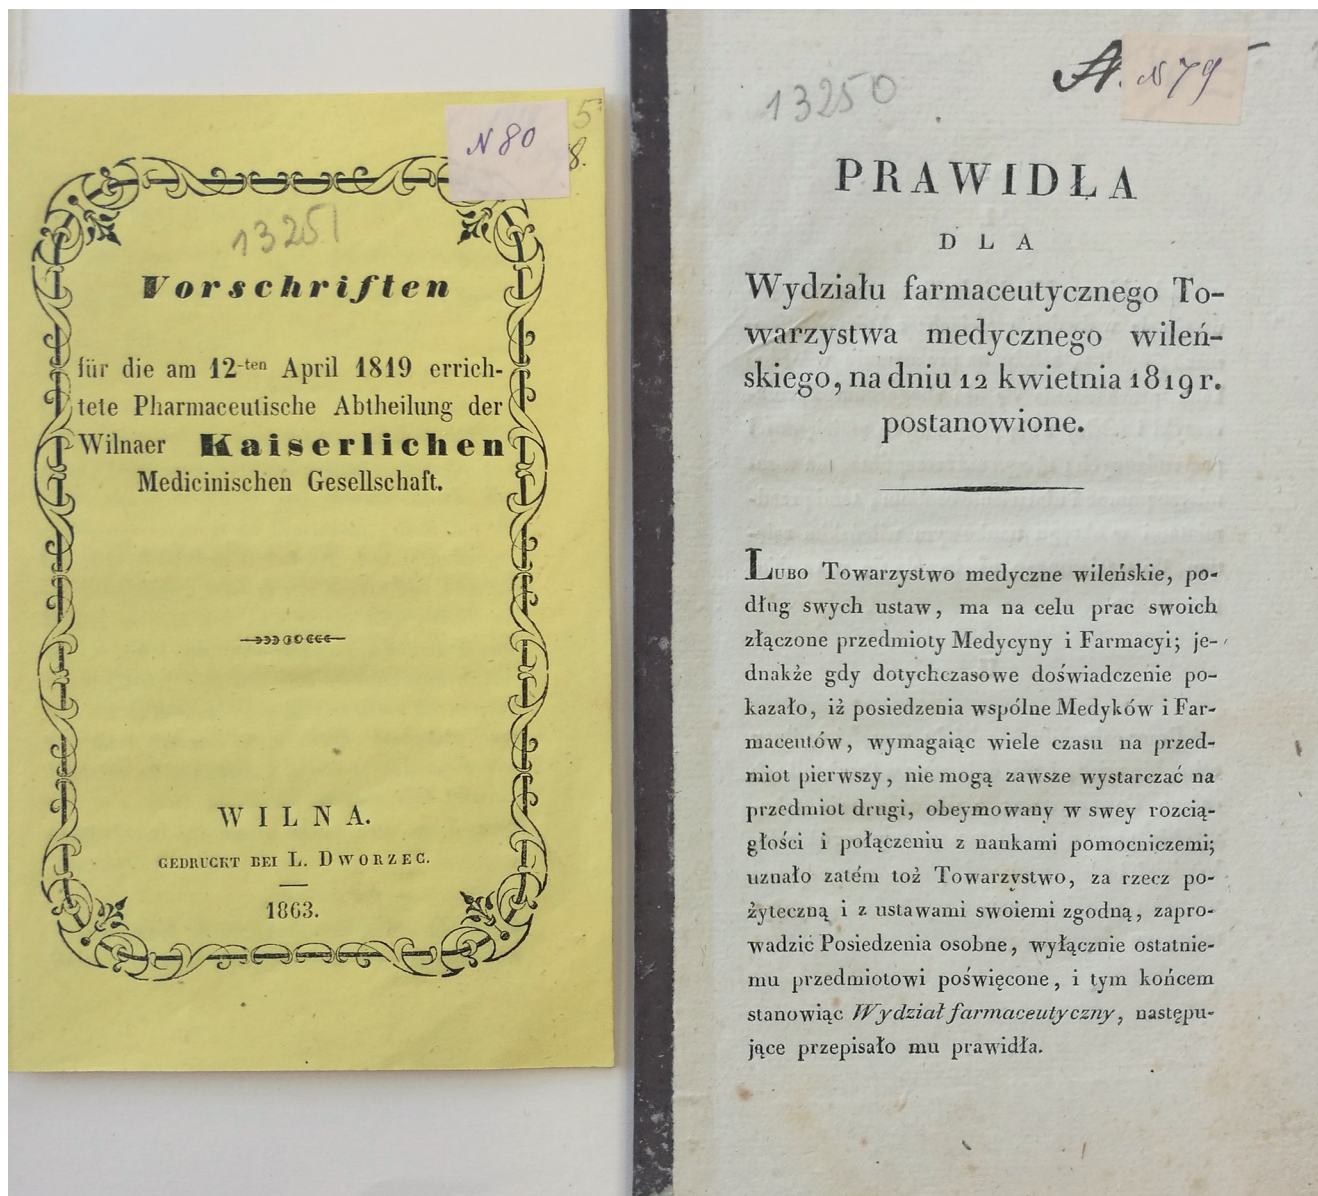 N 80
5
8.
13251
Vorschriften
für die am 12-ten April 1819 errich-
tete Pharmaceutische Abtheilung der
Wilnaer Kaiserlichen
Medicinischen Gesellschaft.
WILNA.
GEDRUCKT BEI L. DWORZEC.
1863.
13250
A. N 79
PRAWIDŁA
DLA
Wydziału farmaceutycznego To-
warzystwa medycznego wileń-
skiego, na dniu 12 kwietnia 1819 r.
postanowione.
LUBO Towarzystwo medyczne wileńskie, po-
dług swych ustaw, ma na celu prac swoich
złączone przedmioty Medycyny i Farmacyi; je-
dnakże gdy dotychczasowe doświadczenie po-
kazało, iż posiedzenia wspólne Medyków i Far-
maceutów, wymagaiąc wiele czasu na przed-
miot pierwszy, nie mogą zawsze wystarczać na
przedmiot drugi, obeymowany w swey rozcią-
głości i połączeniu z naukami pomocniczemi;
uznało zatém toż Towarzystwo, za rzecz po-
żyteczną i z ustawami swoiemi zgodną, zapro-
wadzić Posiedzenia osobne, wyłącznie ostatnie-
mu przedmiotowi poświęcone, i tym końcem
stanowiąc Wydział farmaceutyczny, następu-
jące przepisało mu prawidła.